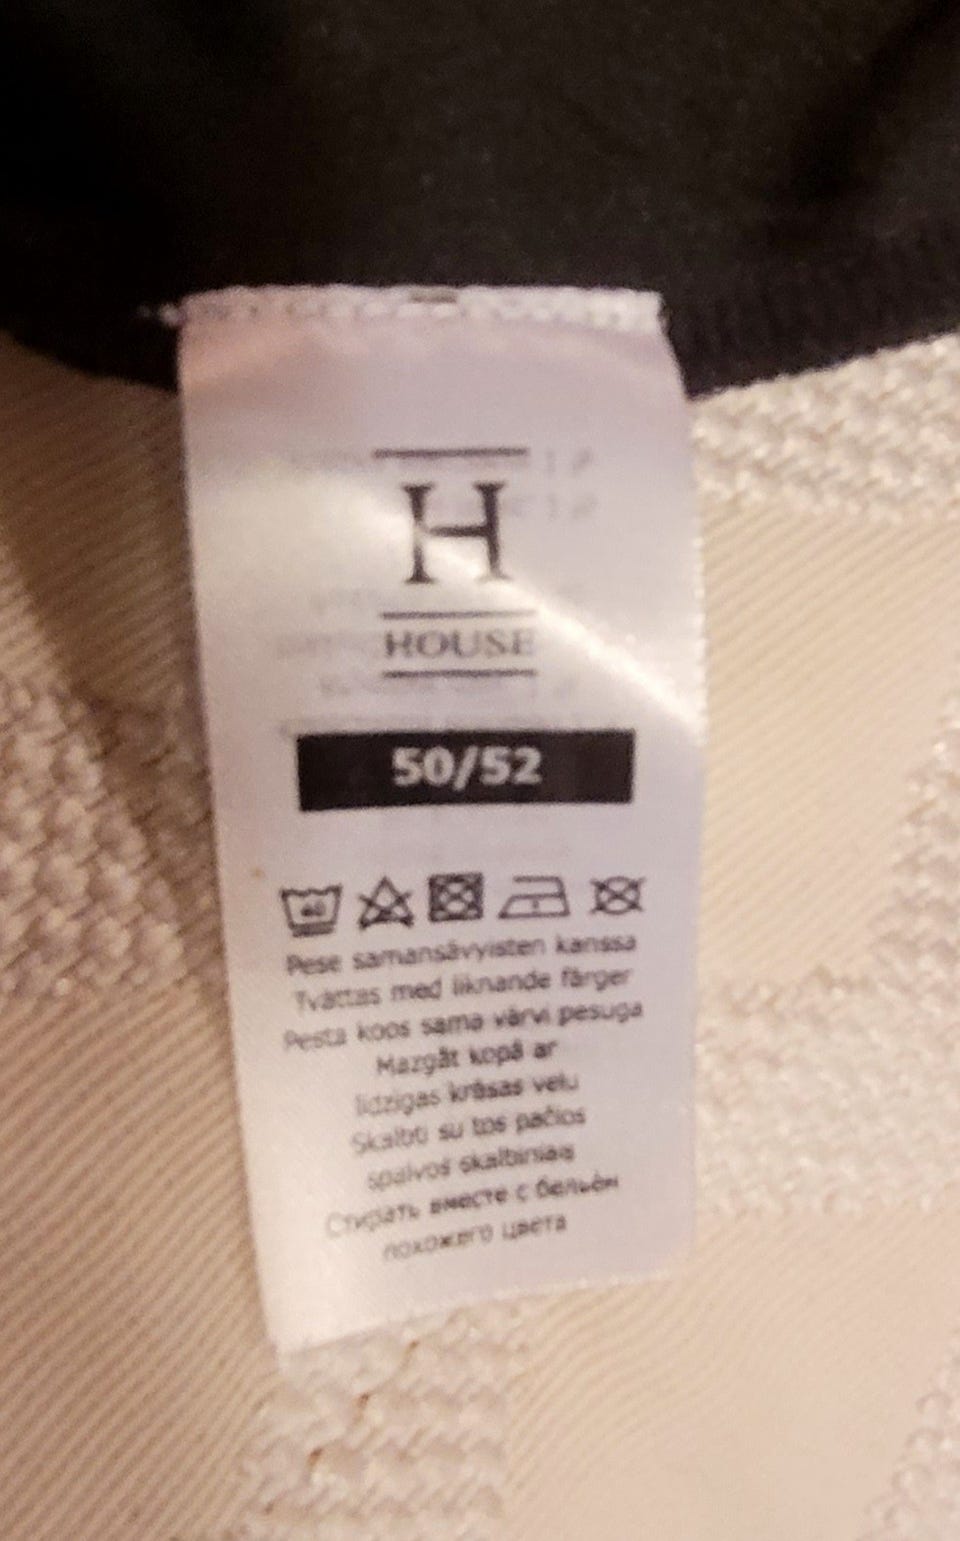 H
HOUSE
50/52
40
Pese samansävyisten kanssa
Tvättas med liknande färger
Pesta koos sama värvi pesuga
Mazgāt kopā ar
līdzīgas krāsas veļu
Skalbti su tos pačios
spalvos skalbiniais
Стирать вместе с бельём
похожего цвета